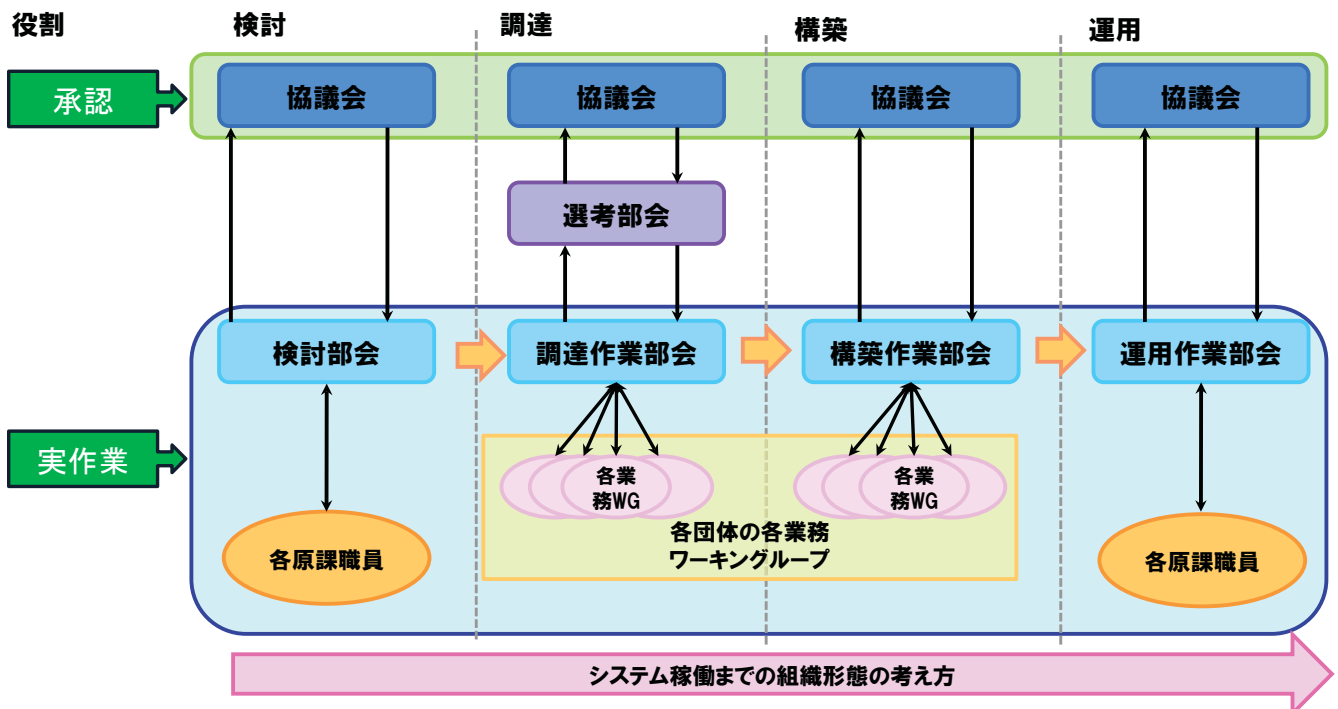 役割
検討
調達
構築
運用
承認
協議会
協議会
協議会
協議会
選考部会
検討部会
調達作業部会
構築作業部会
運用作業部会
実作業
各業
務WG
各業
務WG
各団体の各業務
ワーキングループ
各原課職員
各原課職員
システム稼働までの組織形態の考え方